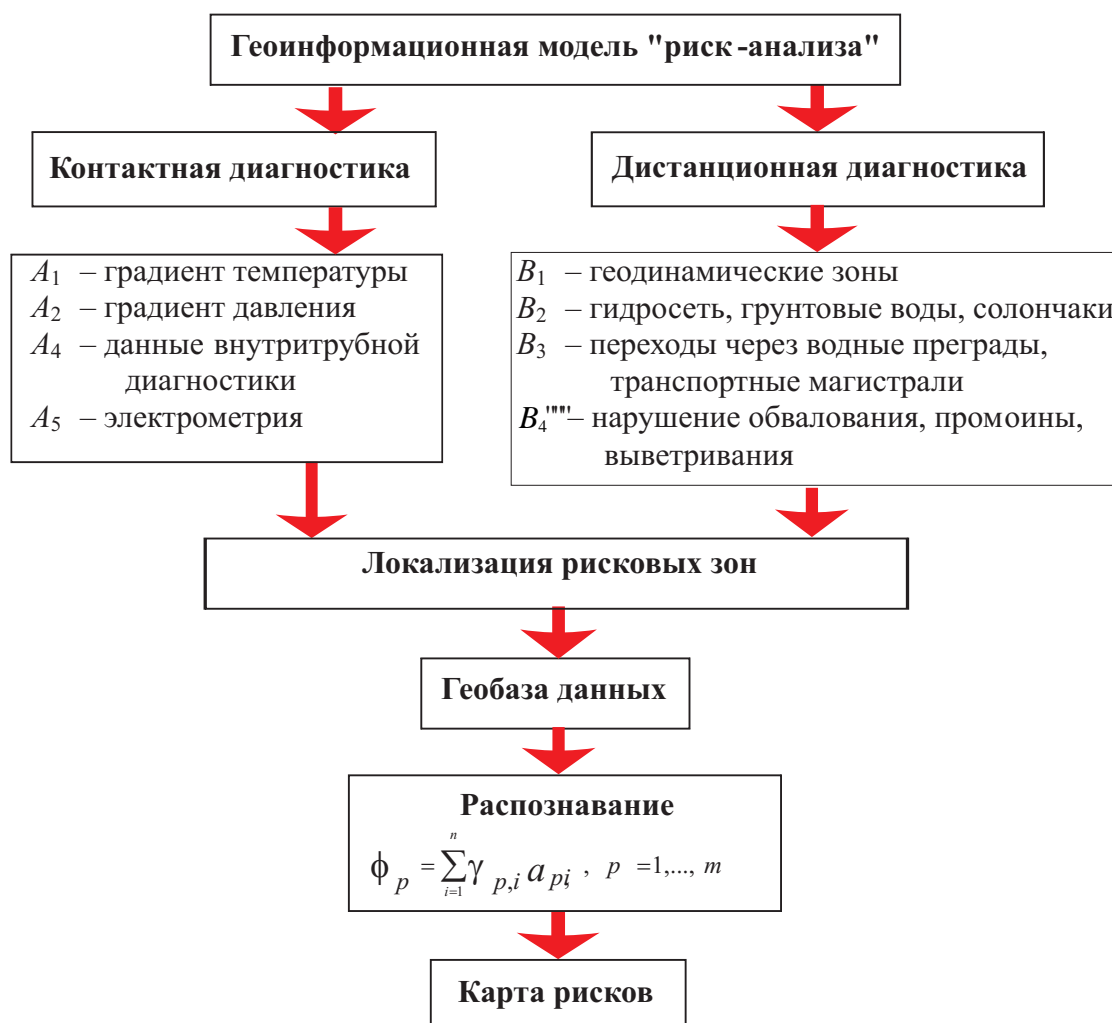 Геоинформационная модель "риск-анализа"
Контактная диагностика
Дистанционная диагностика
A1 – градиент температуры
A2 – градиент давления
A4 – данные внутритрубной
диагностики
A5 – электрометрия
B1 – геодинамические зоны
B2 – гидросеть, грунтовые воды, солончаки
B3 – переходы через водные преграды,
транспортные магистрали
B4''''''– нарушение обвалования, промоины,
выветривания
Локализация рисковых зон
Геобаза данных
Распознавание
ϕp = ∑i=1n γp,i api, , p =1,..., m
Карта рисков